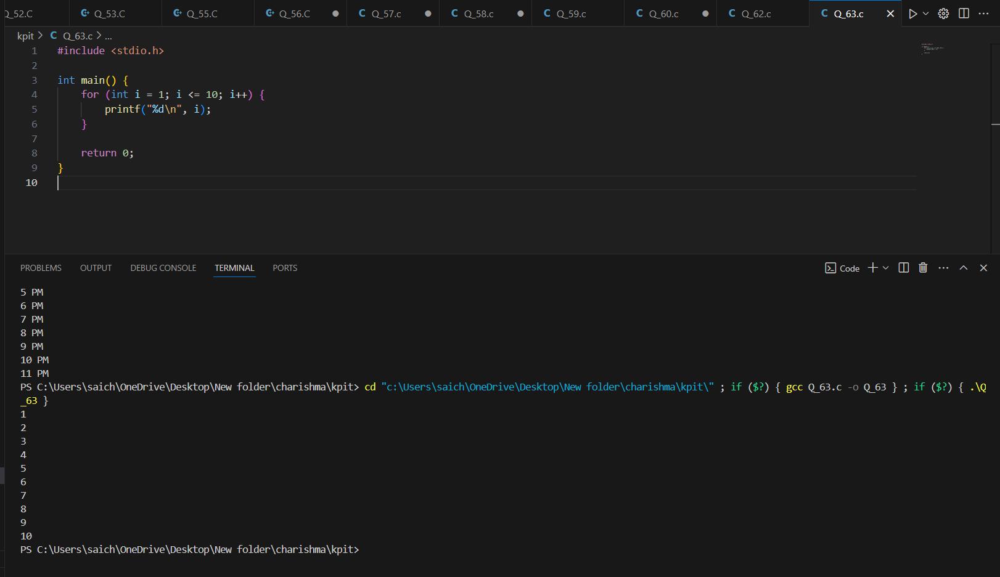 Q_52.C Q_53.C Q_55.C Q_56.C Q_57.c Q_58.c Q_59.c Q_60.c Q_62.c Q_63.c
kpit > C Q_63.c > ...
1 #include <stdio.h>
2
3 int main() {
4     for (int i = 1; i <= 10; i++) {
5         printf("%d\n", i);
6     }
7
8     return 0;
9 }
10
PROBLEMS OUTPUT DEBUG CONSOLE TERMINAL PORTS Code
5 PM
6 PM
7 PM
8 PM
9 PM
10 PM
11 PM
PS C:\Users\saich\OneDrive\Desktop\New folder\charishma\kpit> cd "c:\Users\saich\OneDrive\Desktop\New folder\charishma\kpit\" ; if ($?) { gcc Q_63.c -o Q_63 } ; if ($?) { .\Q
_63 }
1
2
3
4
5
6
7
8
9
10
PS C:\Users\saich\OneDrive\Desktop\New folder\charishma\kpit>